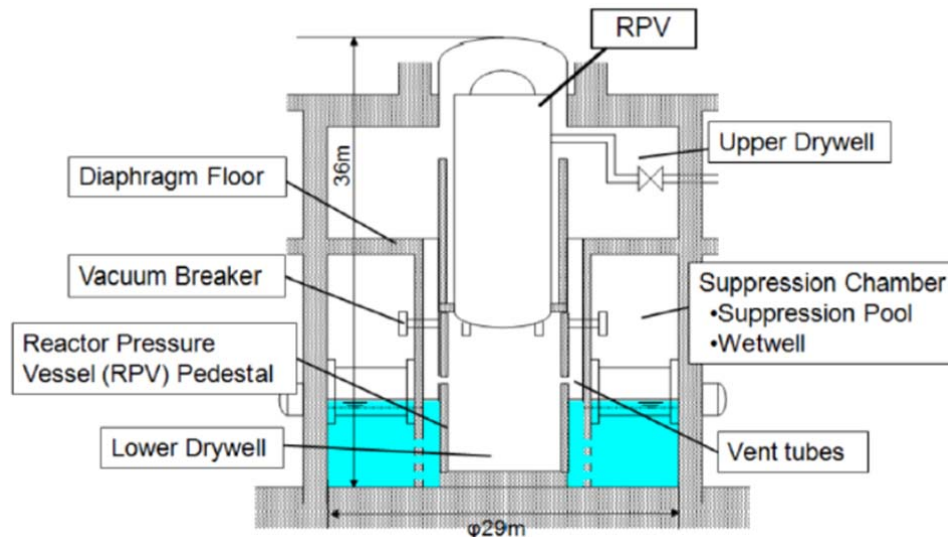 RPV
Upper Drywell
Diaphragm Floor
36m
Vacuum Breaker
Suppression Chamber
•Suppression Pool
•Wetwell
Reactor Pressure
Vessel (RPV) Pedestal
Lower Drywell
Vent tubes
φ29m